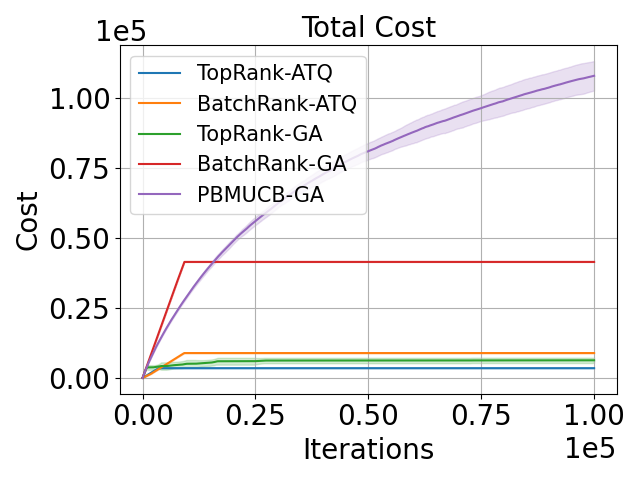 Total Cost
1e5
TopRank-ATQ
BatchRank-ATQ
TopRank-GA
BatchRank-GA
PBMUCB-GA
1.00
0.75
0.50
0.25
0.00
Cost
0.00 0.25 0.50 0.75 1.00
Iterations
1e5